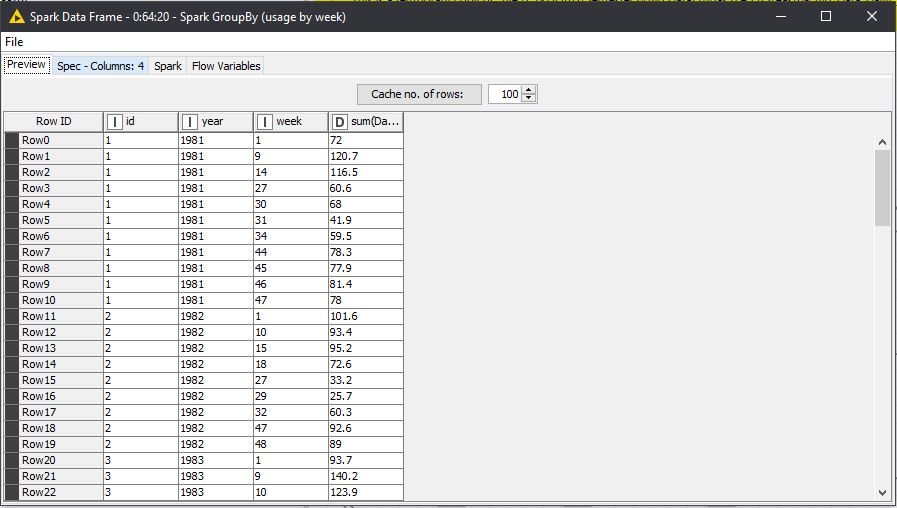 Spark Data Frame - 0:64:20 - Spark GroupBy (usage by week)
File
Preview Spec - Columns: 4 Spark Flow Variables
Cache no. of rows: 100
Row ID I id I year I week D sum(Da...
Row0 1 1981 1 72
Row1 1 1981 9 120.7
Row2 1 1981 14 116.5
Row3 1 1981 27 60.6
Row4 1 1981 30 68
Row5 1 1981 31 41.9
Row6 1 1981 34 59.5
Row7 1 1981 44 78.3
Row8 1 1981 45 77.9
Row9 1 1981 46 81.4
Row10 1 1981 47 78
Row11 2 1982 1 101.6
Row12 2 1982 10 93.4
Row13 2 1982 15 95.2
Row14 2 1982 18 72.6
Row15 2 1982 27 33.2
Row16 2 1982 29 25.7
Row17 2 1982 32 60.3
Row18 2 1982 47 92.6
Row19 2 1982 48 89
Row20 3 1983 1 93.7
Row21 3 1983 9 140.2
Row22 3 1983 10 123.9